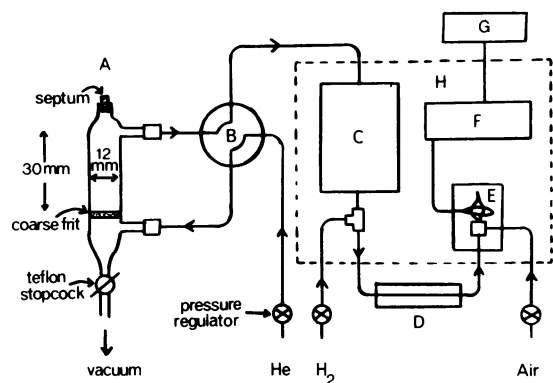 G
A
H
septum
B
C
F
30mm
12
mm
E
coarse frit
teflon
stopcock
pressure
regulator
D
vacuum
He
H2
Air